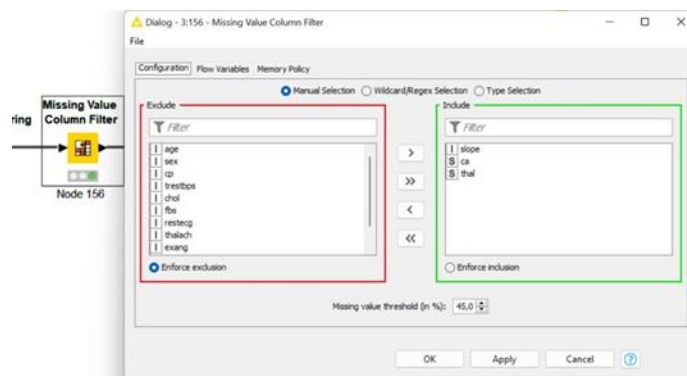 Dialog - 3:156 - Missing Value Column Filter
File
Configuration Flow Variables Memory Policy
Manual Selection Wildcard/Regex Selection Type Selection
Exclude
Include
Filter
Filter
I age
I sex
I cp
I trestbps
I chol
I fbs
I restecg
I thalach
I exang
>
>>
<
<<
I slope
S ca
S thal
Enforce exclusion
Enforce inclusion
Missing value threshold (in %): 45,0
OK Apply Cancel ?
ring
Missing Value
Column Filter
Node 156